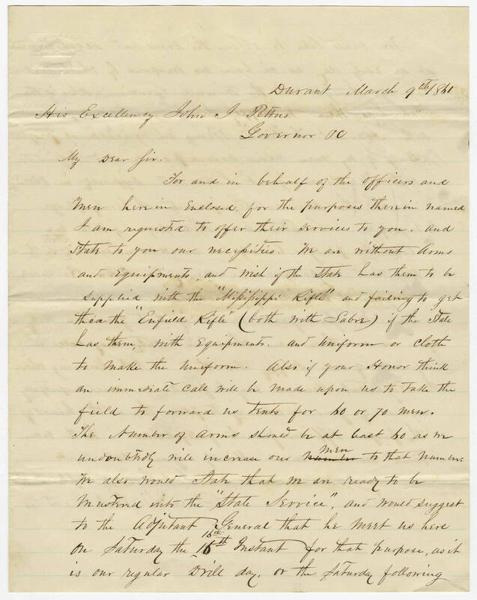 Durant March 9th/861
His Excellency John J Pettus
Governor &C
My Dear Sir.
For and in behalf of the officers and
Men herein Enclosed for the purposes therein named
I am requested to offer their services to you. And
State to you our necessities. We are without Arms
and equipments, and wish if the State has them to be
supplied with the "Mississippi Rifle" and failing to get
them the "Enfield Rifle" (both with Sabre) if the State
has them, with Equipments. and Uniform or cloth
to make the Uniform. Also if your Honor think
an immediate call will be made upon us to take the
field to forward us tents for 60 or 70 men.
The Number of Arms should be at least 60 as we
undoubtedly will increase our number men to that number
We also would State that we are ready to be
Mustered into the "State Service", and would suggest
to the Adjutant General that he meet us here
On Saturday the 16th 16th Instant for that purpose, as it
is our regular Drill day, or the Saturday following